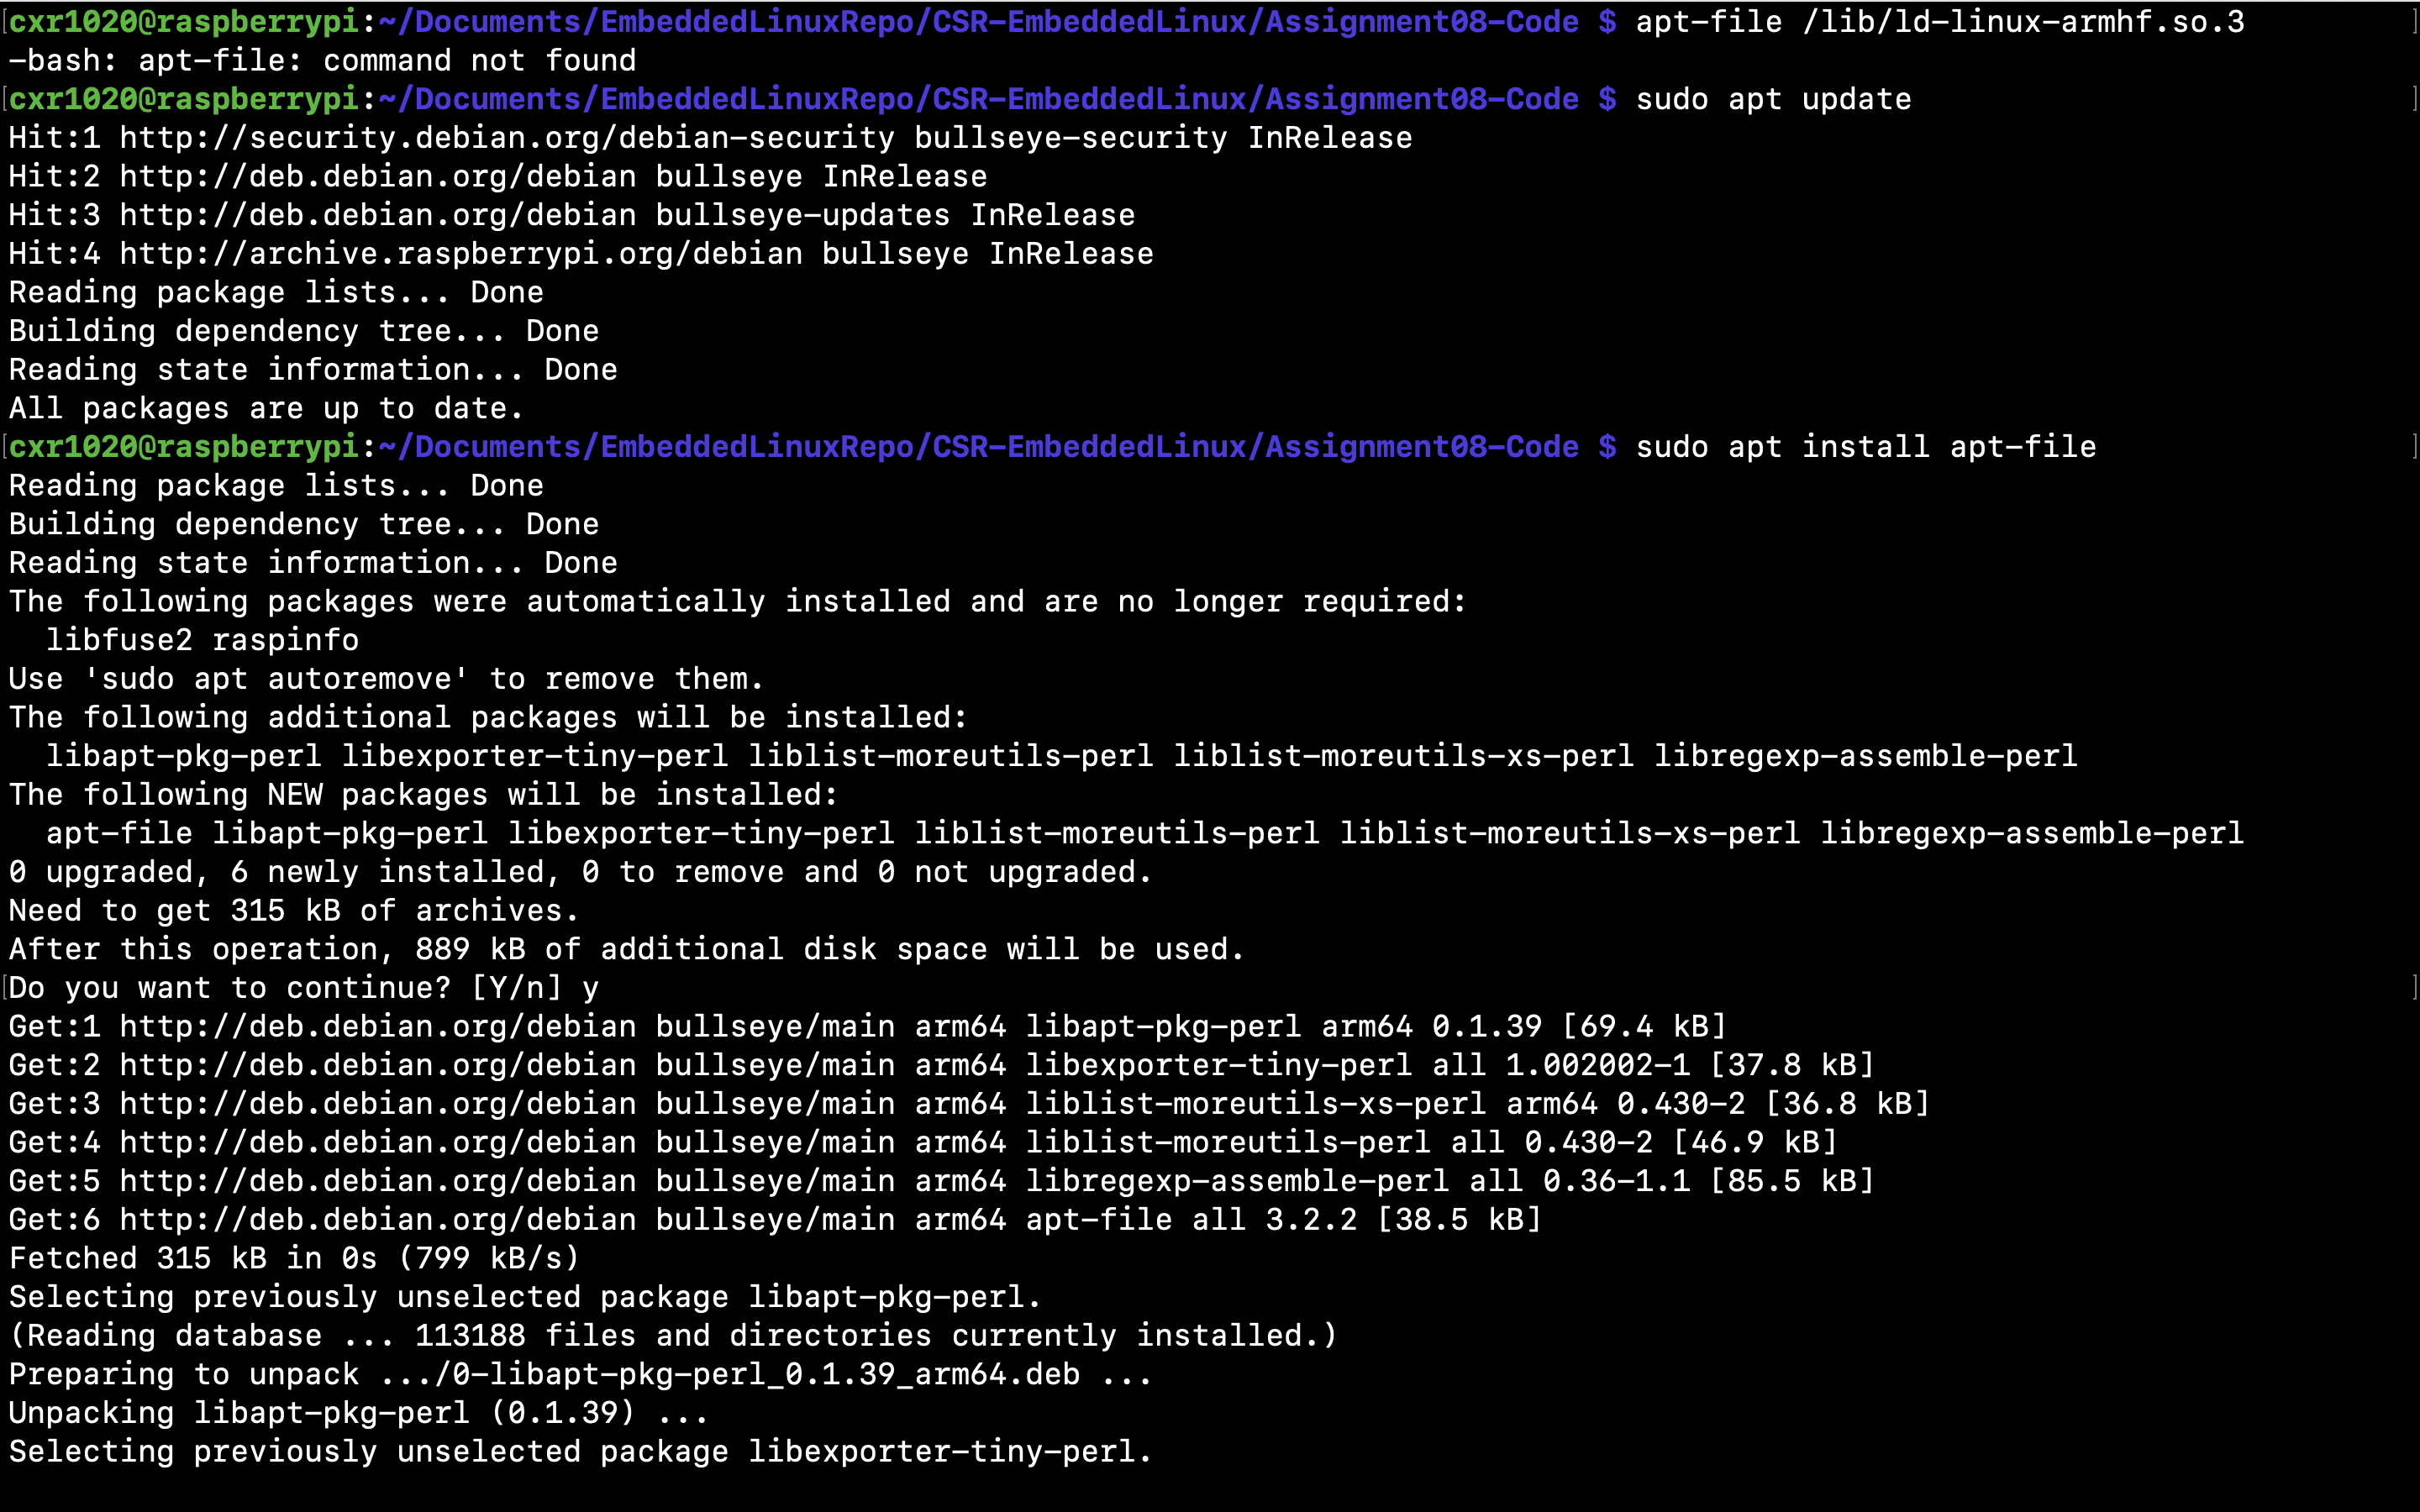 cxr1020@raspberrypi:~/Documents/EmbeddedLinuxRepo/CSR-EmbeddedLinux/Assignment08-Code $ apt-file /lib/ld-linux-armhf.so.3
-bash: apt-file: command not found
cxr1020@raspberrypi:~/Documents/EmbeddedLinuxRepo/CSR-EmbeddedLinux/Assignment08-Code $ sudo apt update
Hit:1 http://security.debian.org/debian-security bullseye-security InRelease
Hit:2 http://deb.debian.org/debian bullseye InRelease
Hit:3 http://deb.debian.org/debian bullseye-updates InRelease
Hit:4 http://archive.raspberrypi.org/debian bullseye InRelease
Reading package lists... Done
Building dependency tree... Done
Reading state information... Done
All packages are up to date.
cxr1020@raspberrypi:~/Documents/EmbeddedLinuxRepo/CSR-EmbeddedLinux/Assignment08-Code $ sudo apt install apt-file
Reading package lists... Done
Building dependency tree... Done
Reading state information... Done
The following packages were automatically installed and are no longer required:
  libfuse2 raspinfo
Use 'sudo apt autoremove' to remove them.
The following additional packages will be installed:
  libapt-pkg-perl libexporter-tiny-perl liblist-moreutils-perl liblist-moreutils-xs-perl libregexp-assemble-perl
The following NEW packages will be installed:
  apt-file libapt-pkg-perl libexporter-tiny-perl liblist-moreutils-perl liblist-moreutils-xs-perl libregexp-assemble-perl
0 upgraded, 6 newly installed, 0 to remove and 0 not upgraded.
Need to get 315 kB of archives.
After this operation, 889 kB of additional disk space will be used.
Do you want to continue? [Y/n] y
Get:1 http://deb.debian.org/debian bullseye/main arm64 libapt-pkg-perl arm64 0.1.39 [69.4 kB]
Get:2 http://deb.debian.org/debian bullseye/main arm64 libexporter-tiny-perl all 1.002002-1 [37.8 kB]
Get:3 http://deb.debian.org/debian bullseye/main arm64 liblist-moreutils-xs-perl arm64 0.430-2 [36.8 kB]
Get:4 http://deb.debian.org/debian bullseye/main arm64 liblist-moreutils-perl all 0.430-2 [46.9 kB]
Get:5 http://deb.debian.org/debian bullseye/main arm64 libregexp-assemble-perl all 0.36-1.1 [85.5 kB]
Get:6 http://deb.debian.org/debian bullseye/main arm64 apt-file all 3.2.2 [38.5 kB]
Fetched 315 kB in 0s (799 kB/s)
Selecting previously unselected package libapt-pkg-perl.
(Reading database ... 113188 files and directories currently installed.)
Preparing to unpack .../0-libapt-pkg-perl_0.1.39_arm64.deb ...
Unpacking libapt-pkg-perl (0.1.39) ...
Selecting previously unselected package libexporter-tiny-perl.